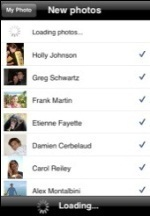 My Photo
New photos
Loading photos...
Holly Johnson
Greg Schwartz
Frank Martin
Etienne Fayette
Damien Cerbelaud
Carol Reiley
Alex Montalbini
Loading...